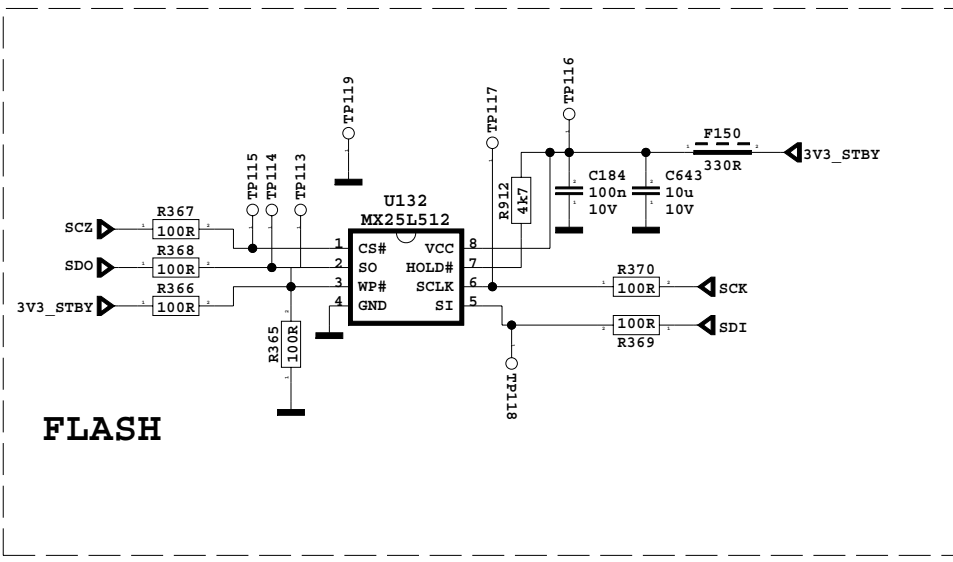 TP119
TP117
TP116
F150
330R
3V3_STBY
TP115
TP114
TP113
C184
100n
10V
C643
10u
10V
R912
4k7
U132
MX25L512
SCZ
R367
100R
1 CS#
VCC 8
SDO
R368
100R
2 SO
HOLD# 7
3V3_STBY
R366
100R
3 WP#
SCLK 6
R370
100R
SCK
4 GND
SI 5
R365
100R
100R
R369
SDI
TP118
FLASH